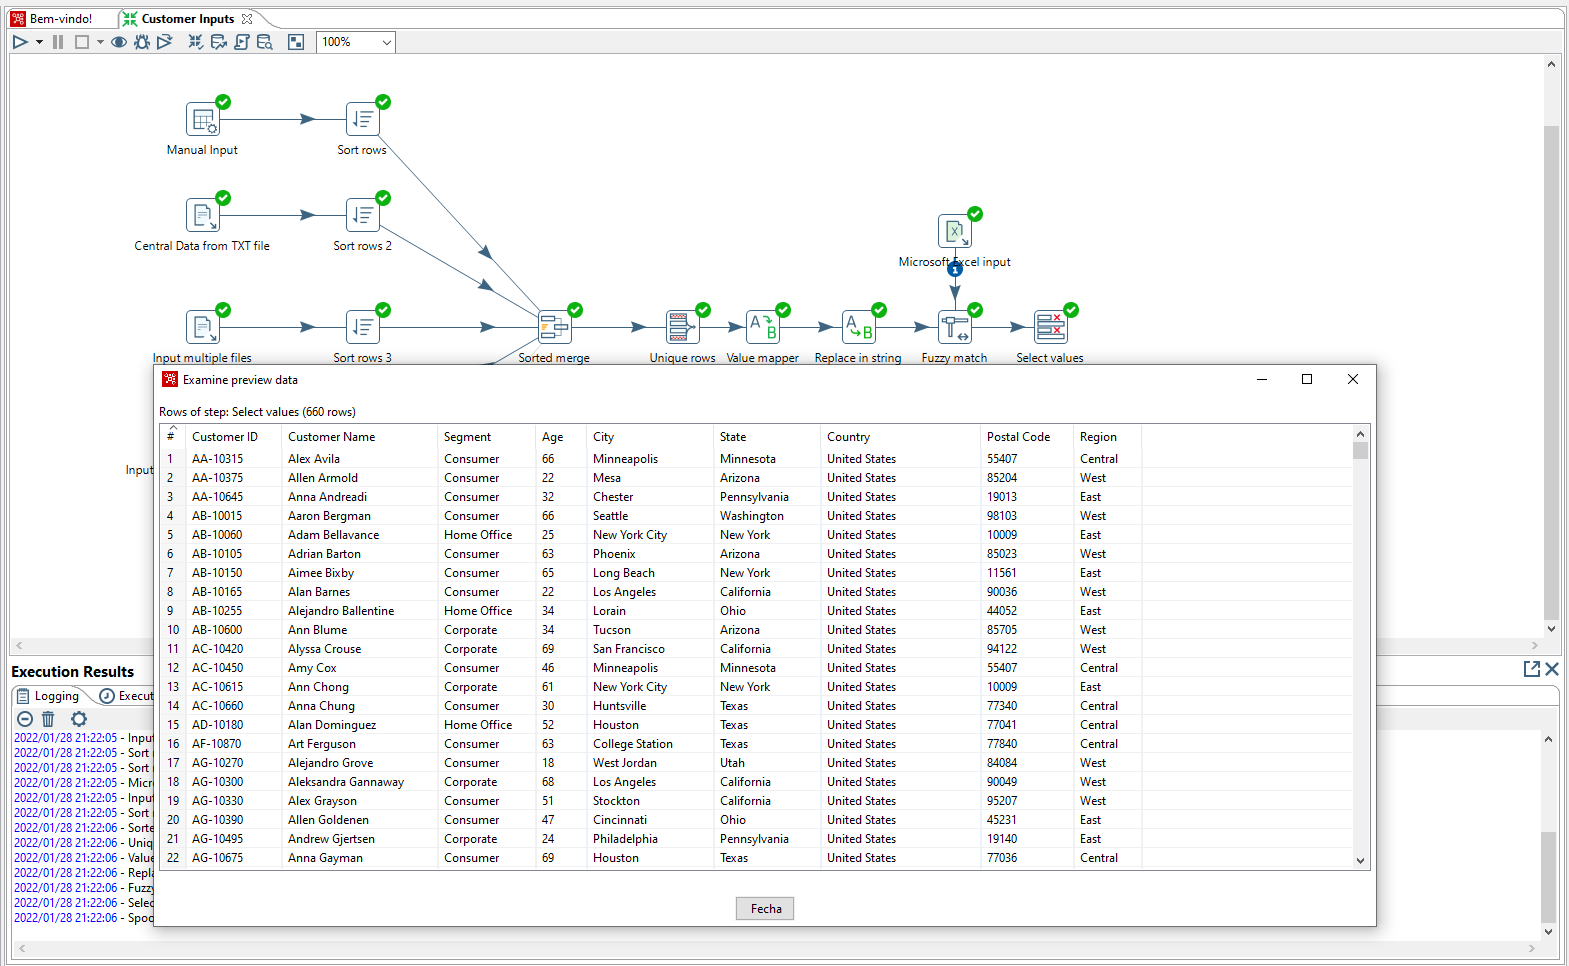 Bem-vindo!
Customer Inputs
100%
Manual Input
Sort rows
Central Data from TXT file
Sort rows 2
Microsoft Excel input
1
Input multiple files
Sort rows 3
Sorted merge
Unique rows
Value mapper
Replace in string
Fuzzy match
Select values
Input
Examine preview data
Rows of step: Select values (660 rows)
# Customer ID Customer Name Segment Age City State Country Postal Code Region
1 AA-10315 Alex Avila Consumer 66 Minneapolis Minnesota United States 55407 Central
2 AA-10375 Allen Armold Consumer 22 Mesa Arizona United States 85204 West
3 AA-10645 Anna Andreadi Consumer 32 Chester Pennsylvania United States 19013 East
4 AB-10015 Aaron Bergman Consumer 66 Seattle Washington United States 98103 West
5 AB-10060 Adam Bellavance Home Office 25 New York City New York United States 10009 East
6 AB-10105 Adrian Barton Consumer 63 Phoenix Arizona United States 85023 West
7 AB-10150 Aimee Bixby Consumer 65 Long Beach New York United States 11561 East
8 AB-10165 Alan Barnes Consumer 22 Los Angeles California United States 90036 West
9 AB-10255 Alejandro Ballentine Home Office 34 Lorain Ohio United States 44052 East
10 AB-10600 Ann Blume Corporate 34 Tucson Arizona United States 85705 West
11 AC-10420 Alyssa Crouse Corporate 69 San Francisco California United States 94122 West
12 AC-10450 Amy Cox Consumer 46 Minneapolis Minnesota United States 55407 Central
13 AC-10615 Ann Chong Corporate 61 New York City New York United States 10009 East
14 AC-10660 Anna Chung Consumer 30 Huntsville Texas United States 77340 Central
15 AD-10180 Alan Dominguez Home Office 52 Houston Texas United States 77041 Central
16 AF-10870 Art Ferguson Consumer 63 College Station Texas United States 77840 Central
17 AG-10270 Alejandro Grove Consumer 18 West Jordan Utah United States 84084 West
18 AG-10300 Aleksandra Gannaway Corporate 68 Los Angeles California United States 90049 West
19 AG-10330 Alex Grayson Consumer 51 Stockton California United States 95207 West
20 AG-10390 Allen Goldenen Consumer 47 Cincinnati Ohio United States 45231 East
21 AG-10495 Andrew Gjertsen Corporate 24 Philadelphia Pennsylvania United States 19140 East
22 AG-10675 Anna Gayman Consumer 69 Houston Texas United States 77036 Central
Fecha
Execution Results
Logging
Execut
2022/01/28 21:22:05 - Input
2022/01/28 21:22:05 - Sort
2022/01/28 21:22:05 - Sort
2022/01/28 21:22:05 - Micr
2022/01/28 21:22:05 - Input
2022/01/28 21:22:05 - Sort
2022/01/28 21:22:06 - Sorte
2022/01/28 21:22:06 - Uniq
2022/01/28 21:22:06 - Value
2022/01/28 21:22:06 - Repla
2022/01/28 21:22:06 - Fuzzy
2022/01/28 21:22:06 - Selec
2022/01/28 21:22:06 - Spoo